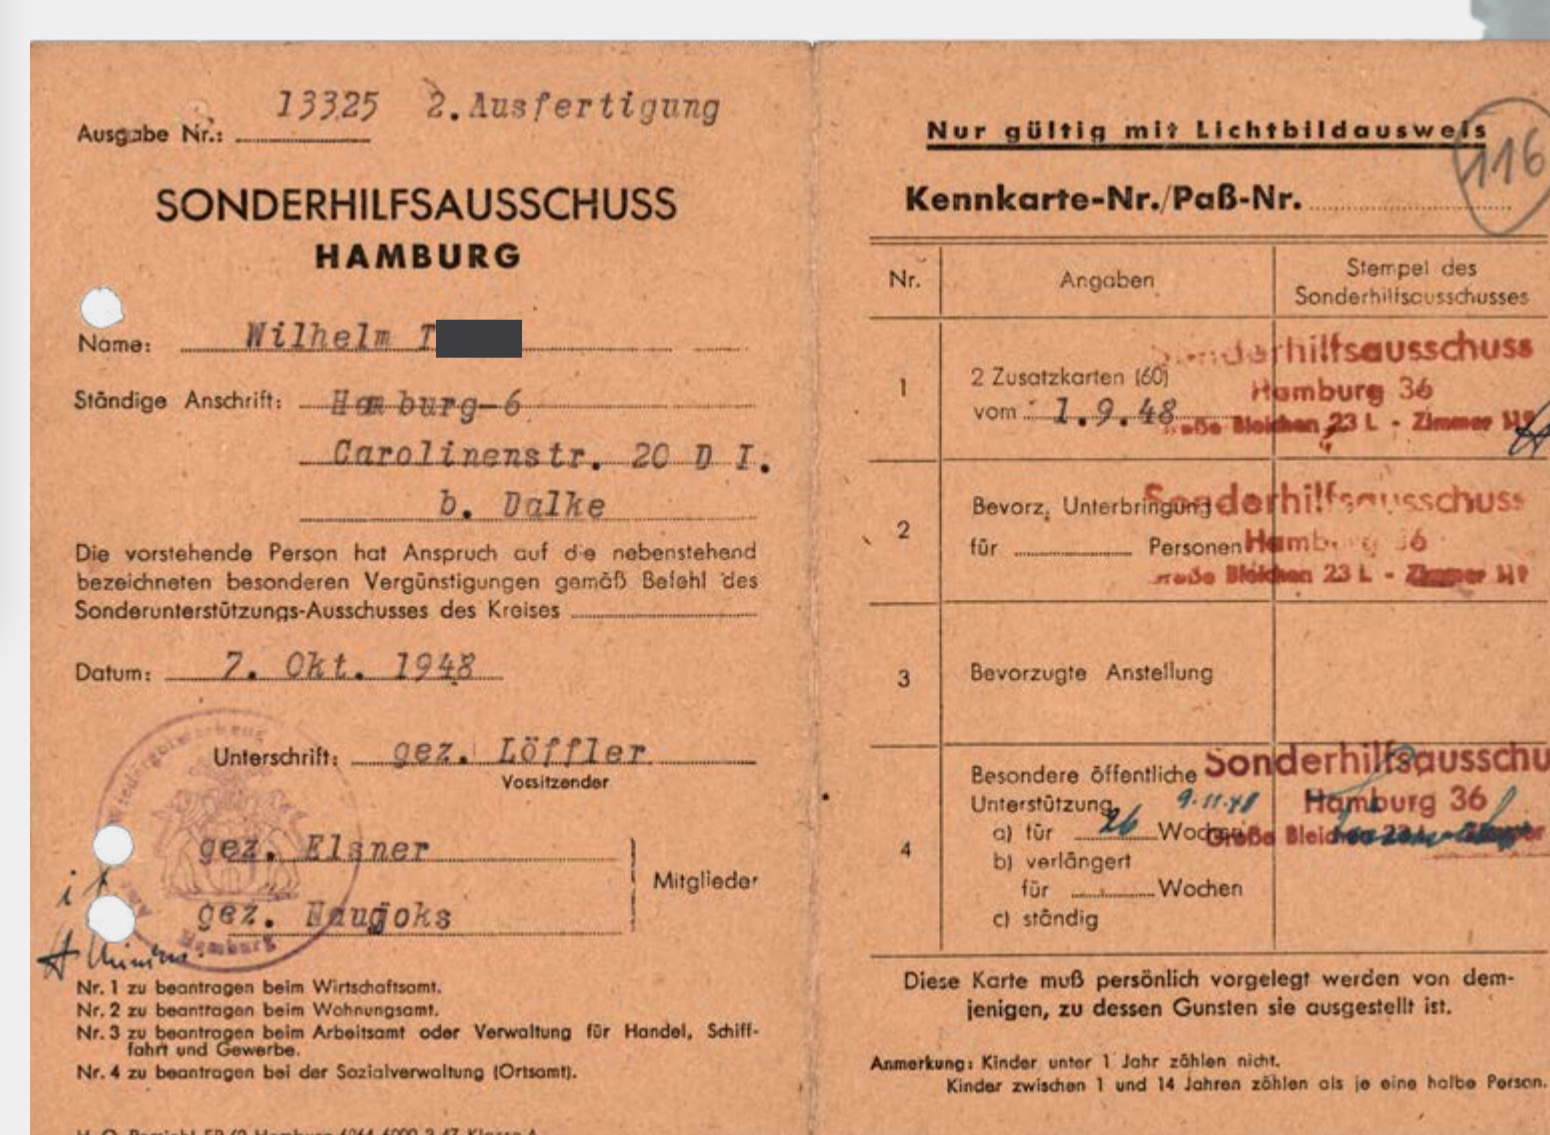 13325 2. Ausfertigung
Ausgabe Nr.:
SONDERHILFSAUSSCHUSS
HAMBURG
Name: Wilhelm T
Ständige Anschrift: Hamburg-6
Carolinenstr. 20 D I.
b. Dalke
Die vorstehende Person hat Anspruch auf die nebenstehend
bezeichneten besonderen Vergünstigungen gemäß Befehl des
Sonderunterstützungs-Ausschusses des Kreises
Datum: 7. Okt. 1948
Unterschrift: gez. Löffler
Vorsitzender
gez. Elsner
Mitglieder
gez. Naujoks
Hamburg
Nr. 1 zu beantragen beim Wirtschaftsamt.
Nr. 2 zu beantragen beim Wohnungsamt.
Nr. 3 zu beantragen beim Arbeitsamt oder Verwaltung für Handel, Schiff-
fahrt und Gewerbe.
Nr. 4 zu beantragen bei der Sozialverwaltung (Ortsamt).
Nur gültig mit Lichtbildausweis
116
Kennkarte-Nr./Paß-Nr.
Nr. Angaben Stempel des
Sonderhilfsausschusses
1 2 Zusatzkarten (60)
vom 1.9.48
Sonderhilfsausschuss
Hamburg 36
Große Bleichen 23 L - Zimmer
2 Bevorz. Unterbringung
für Personen
Sonderhilfsausschuss
Hamburg 36
Große Bleichen 23 L - Zimmer
3 Bevorzugte Anstellung
4 Besondere öffentliche
Unterstützung 9.11.48
a) für 26 Wochen
b) verlängert
für Wochen
c) ständig
Sonderhilfsausschu
Hamburg 36
Große Bleichen
Diese Karte muß persönlich vorgelegt werden von dem-
jenigen, zu dessen Gunsten sie ausgestellt ist.
Anmerkung: Kinder unter 1 Jahr zählen nicht.
Kinder zwischen 1 und 14 Jahren zählen als je eine halbe Person.